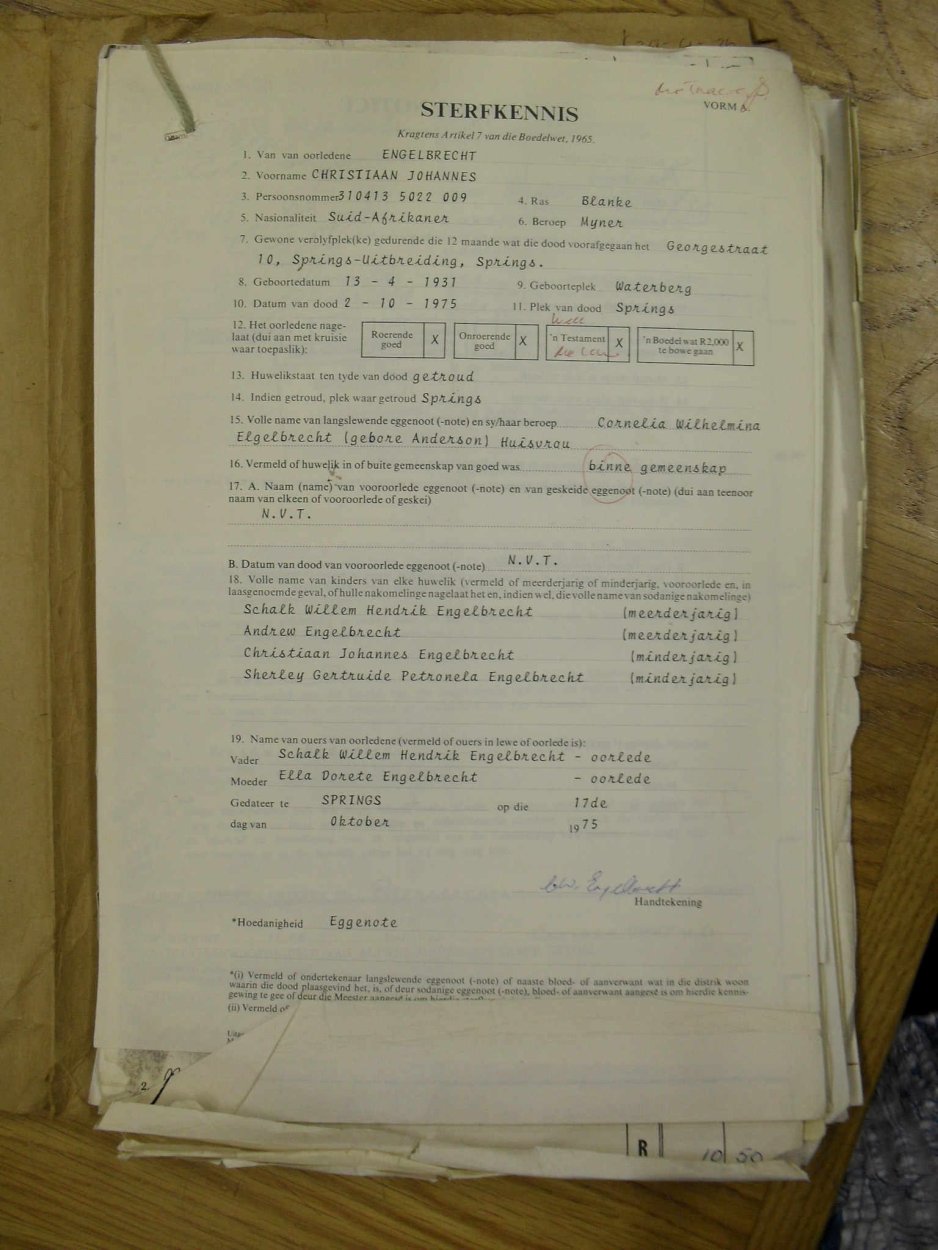 STERFKENNIS
VORM
Kragtens Artikel 7 van die Boedelwet, 1965.
1. Van van oorledene ENGELBRECHT
2. Voorname CHRISTIAAN JOHANNES
3. Persoonsnommer 310413 5022 009 4. Ras Blanke
5. Nasionaliteit Suid-Afrikaner 6. Beroep Myner
7. Gewone verblyfplek(ke) gedurende die 12 maande wat die dood voorafgegaan het Georgestraat
10, Springs-Uitbreiding, Springs.
8. Geboortedatum 13 - 4 - 1931 9. Geboorteplek Waterberg
10. Datum van dood 2 - 10 - 1975 11. Plek van dood Springs
12. Het oorledene nage-
laat (dui aan met kruisie
waar toepaslik):
Roerende goed X
Onroerende goed X
'n Testament X
'n Boedel wat R2,000 te bowe gaan X
13. Huwelikstaat ten tyde van dood getroud
14. Indien getroud, plek waar getroud Springs
15. Volle name van langslewende eggenoot (-note) en sy/haar beroep Cornelia Wilhelmina
Elgelbrecht (gebore Anderson) Huisvrou
16. Vermeld of huwelik in of buite gemeenskap van goed was binne gemeenskap
17. A. Naam (name) van vooroorlede eggenoot (-note) en van geskeide eggenoot (-note) (dui aan teenoor
naam van elkeen of vooroorlede of geskei)
N.V.T.
B. Datum van dood van vooroorlede eggenoot (-note) N.V.T.
18. Volle name van kinders van elke huwelik (vermeld of meerderjarig of minderjarig, vooroorlede en, in
laasgenoemde geval, of hulle nakomelinge nagelaat het en, indien wel, die volle name van sodanige nakomelinge)
Schalk Willem Hendrik Engelbrecht (meerderjarig)
Andrew Engelbrecht (meerderjarig)
Christiaan Johannes Engelbrecht (minderjarig)
Sherley Gertruide Petronela Engelbrecht (minderjarig)
19. Name van ouers van oorledene (vermeld of ouers in lewe of oorlede is):
Vader Schalk Willem Hendrik Engelbrecht - oorlede
Moeder Ella Dorete Engelbrecht - oorlede
Gedateer te SPRINGS op die 17de
dag van Oktober 1975
C.W. Engelbrecht
Handtekening
*Hoedanigheid Eggenote
*(i) Vermeld of ondertekenaar langslewende eggenoot (-note) of naaste bloed- of aanverwant wat in die distrik woon
waarin die dood plaasgevind het, is, of deur sodanige eggenoot (-note), bloed- of aanverwant aangesê is om hierdie kennis-
gewing te gee of deur die Meester aangesê is om hierdie
(ii) Vermeld of
2
R 10 50